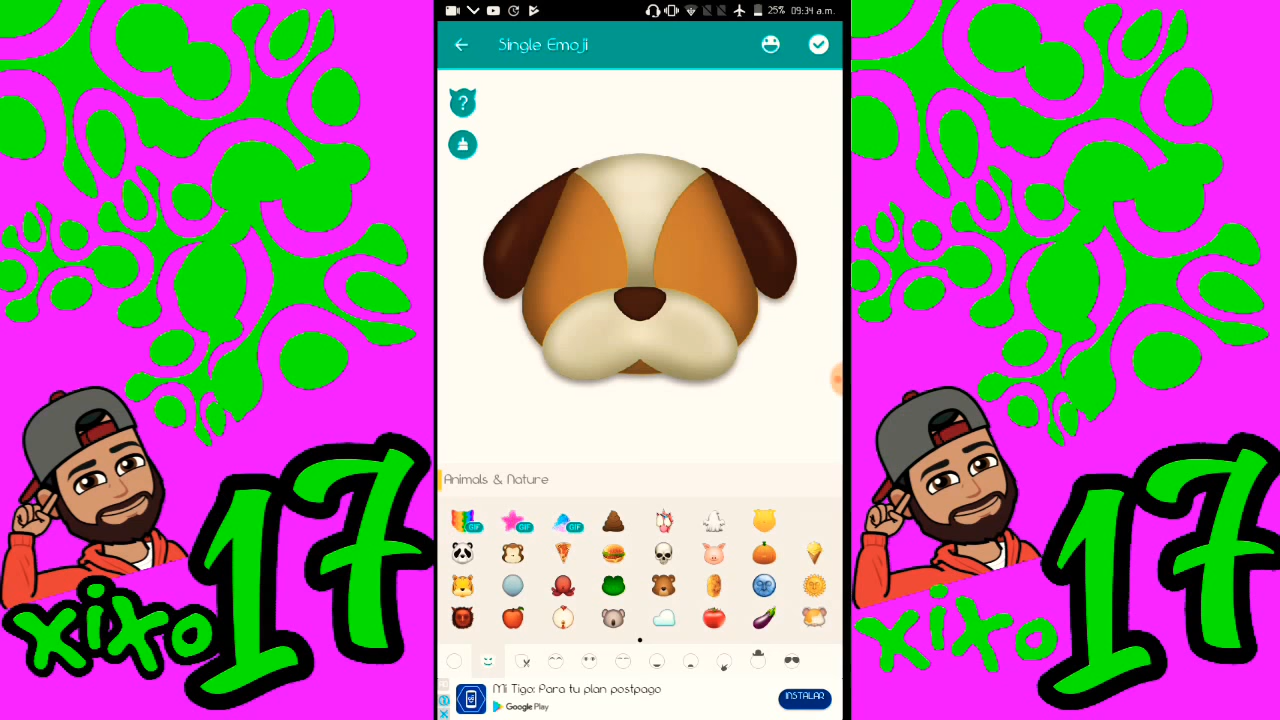 25% 09:34 a.m.
Single Emoji
?
Animals & Nature
GIF GIF GIF
Mi Tigo: Para tu plan postpago
Google Play
INSTALAR
xixo17
xixo17